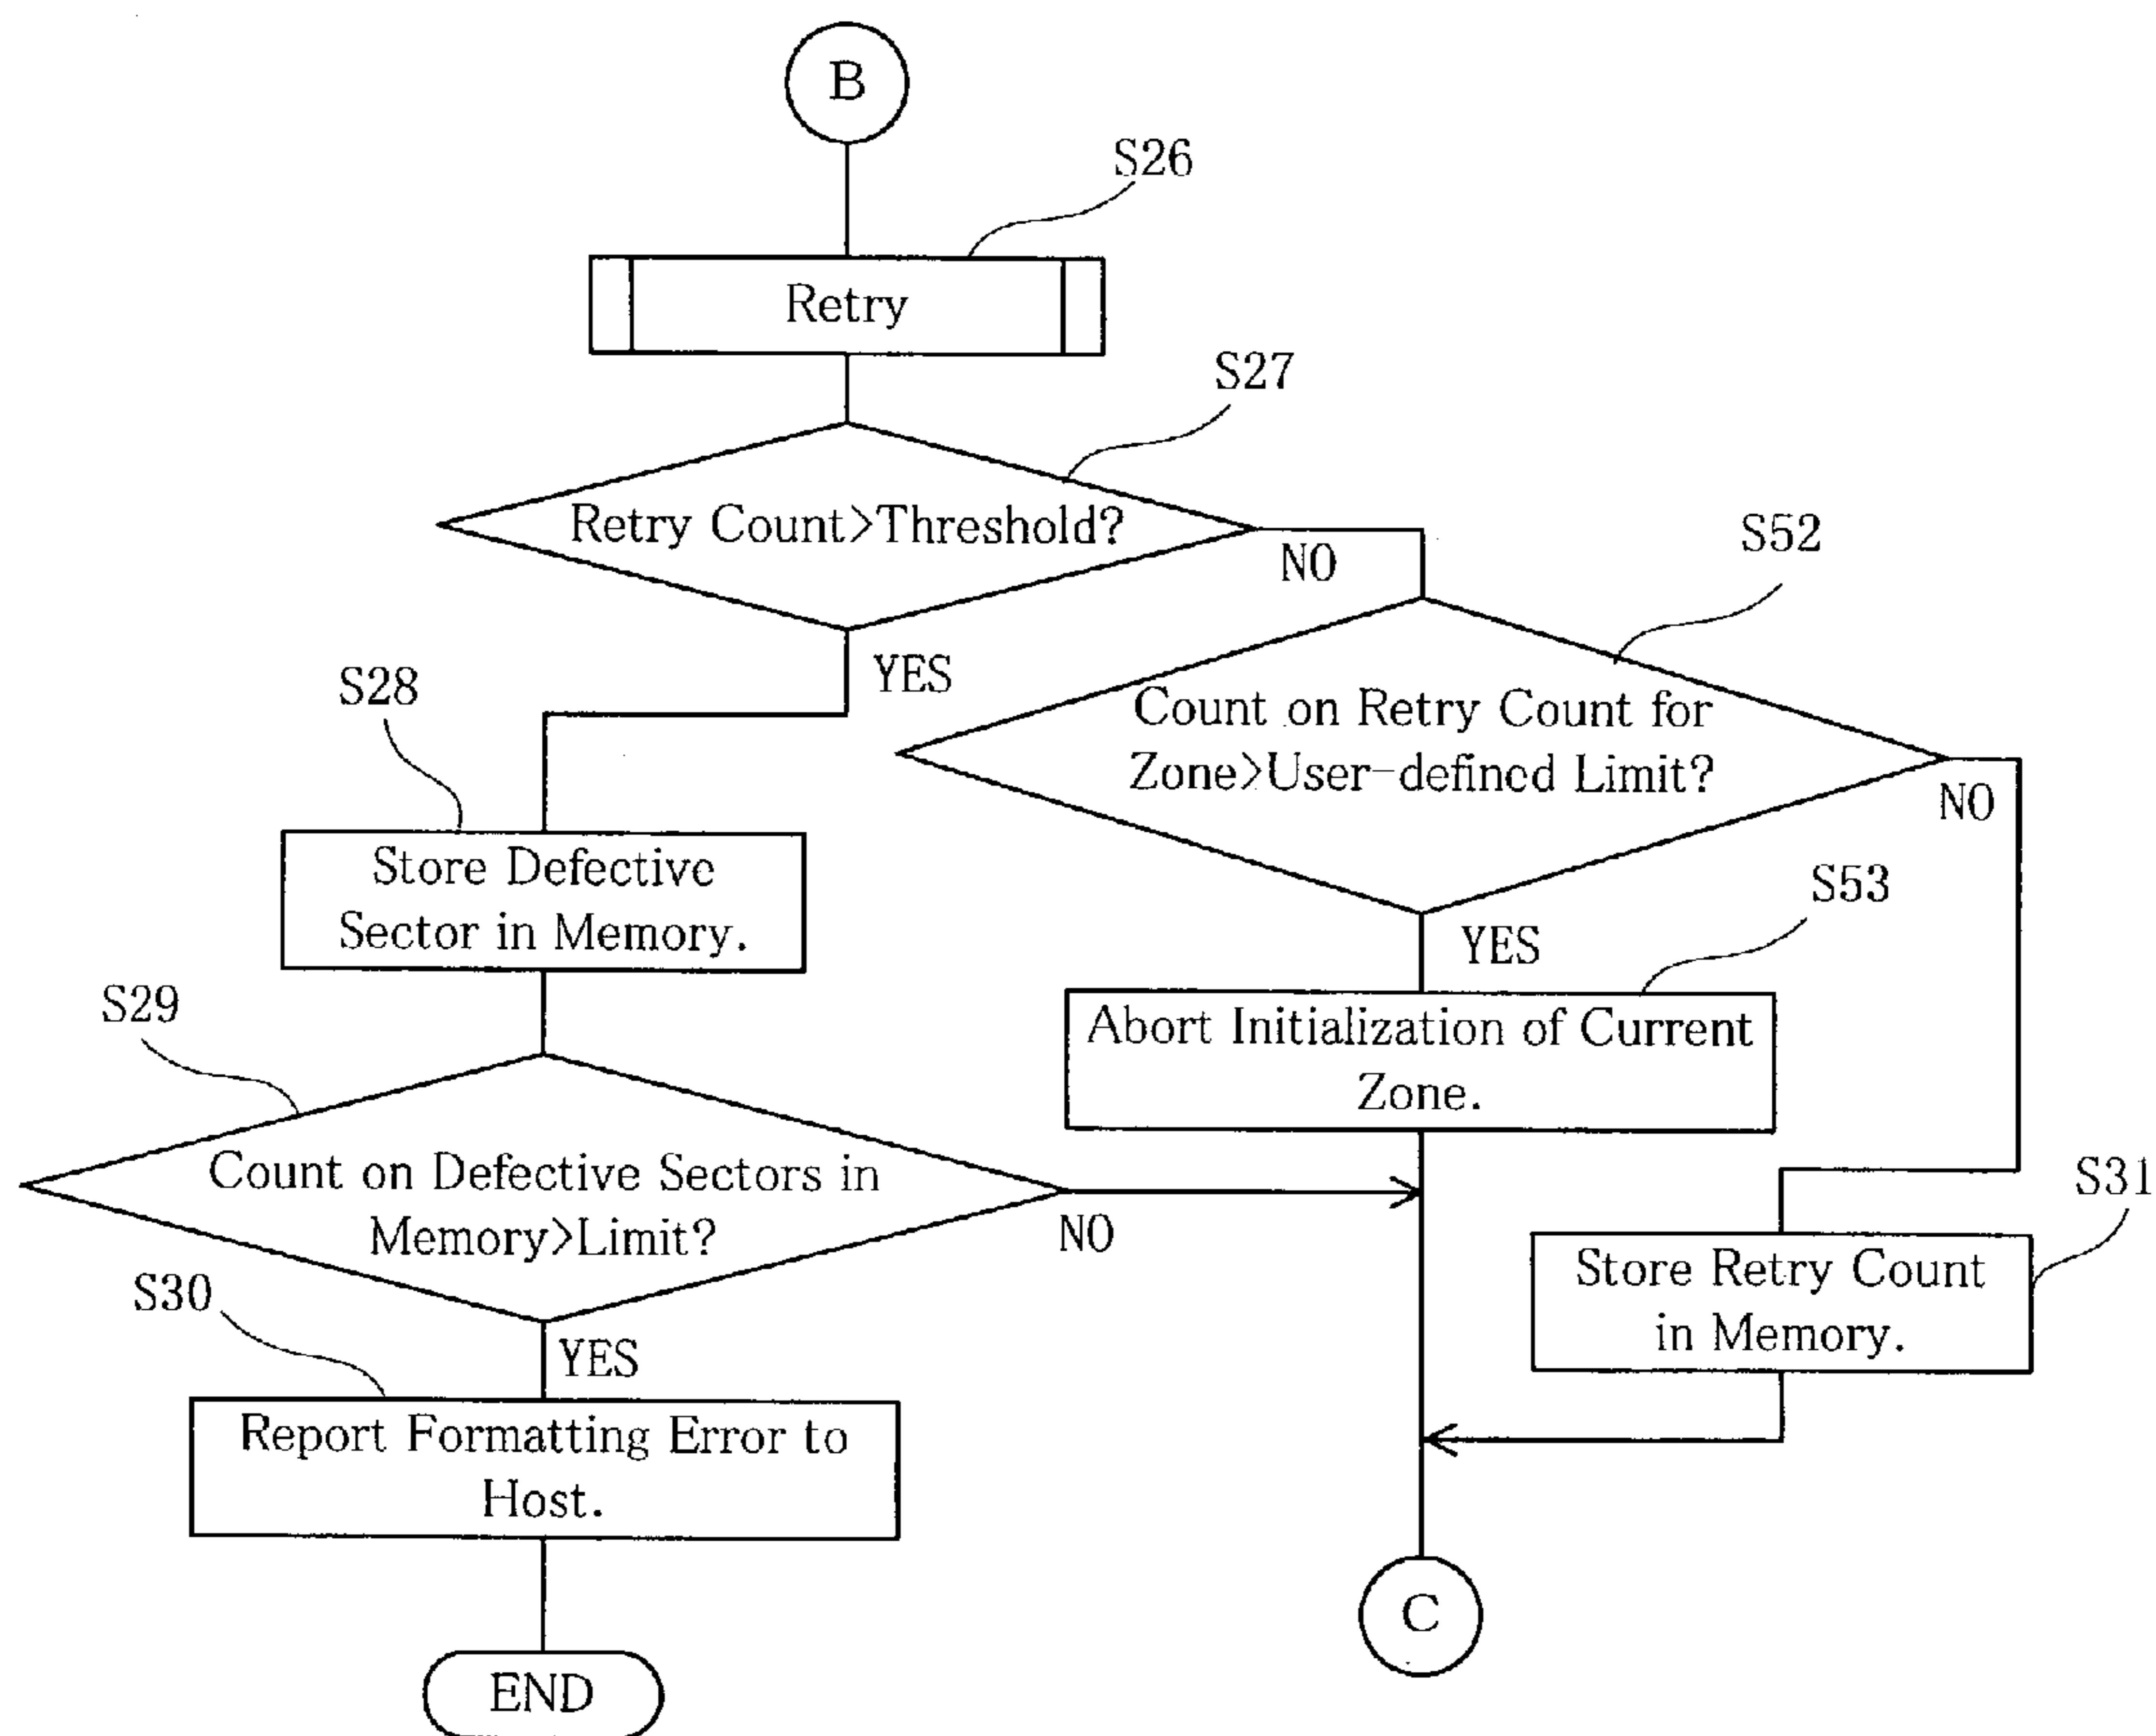 B
S26
Retry
S27
Retry Count>Threshold?
NO
S52
YES
S28
Count on Retry Count for
Zone>User-defined Limit?
NO
Store Defective
Sector in Memory.
S53
YES
S29
Abort Initialization of Current
Zone.
Count on Defective Sectors in
Memory>Limit?
NO
S31
Store Retry Count
in Memory.
S30
YES
Report Formatting Error to
Host.
C
END